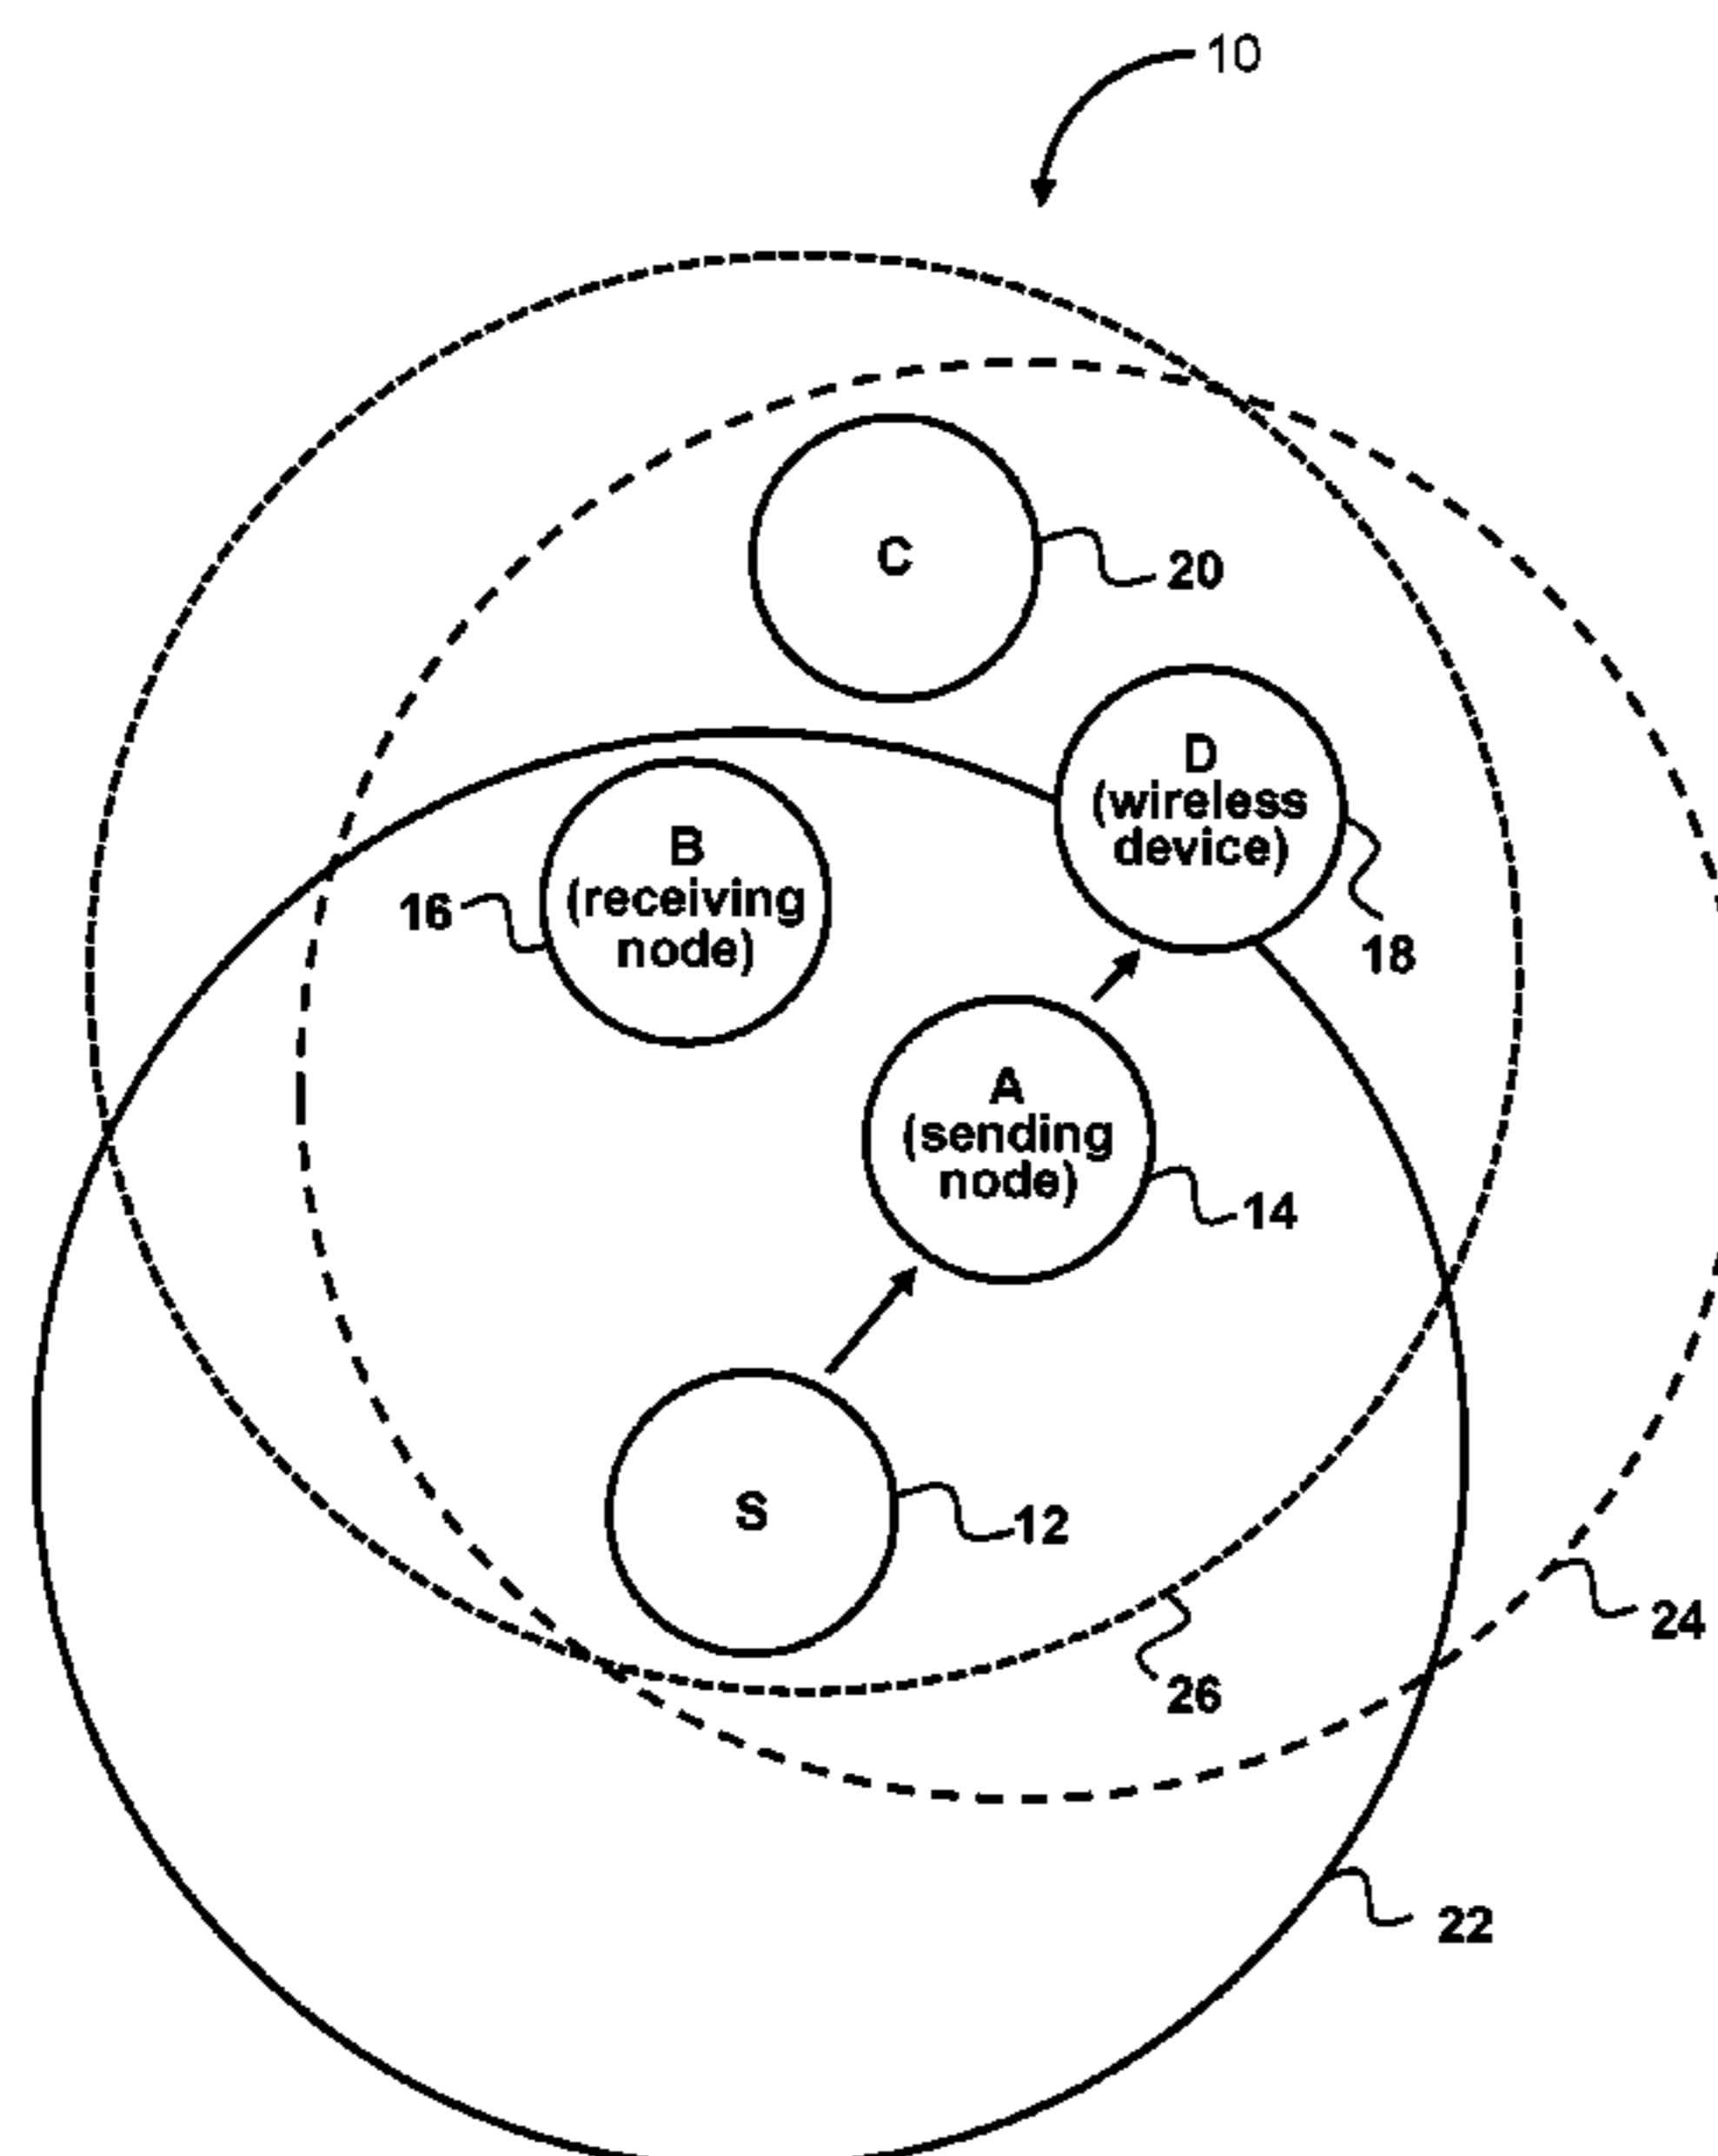 10
C
20
D
(wireless
device)
18
B
(receiving
node)
16
A
(sending
node)
14
S
12
24
26
22